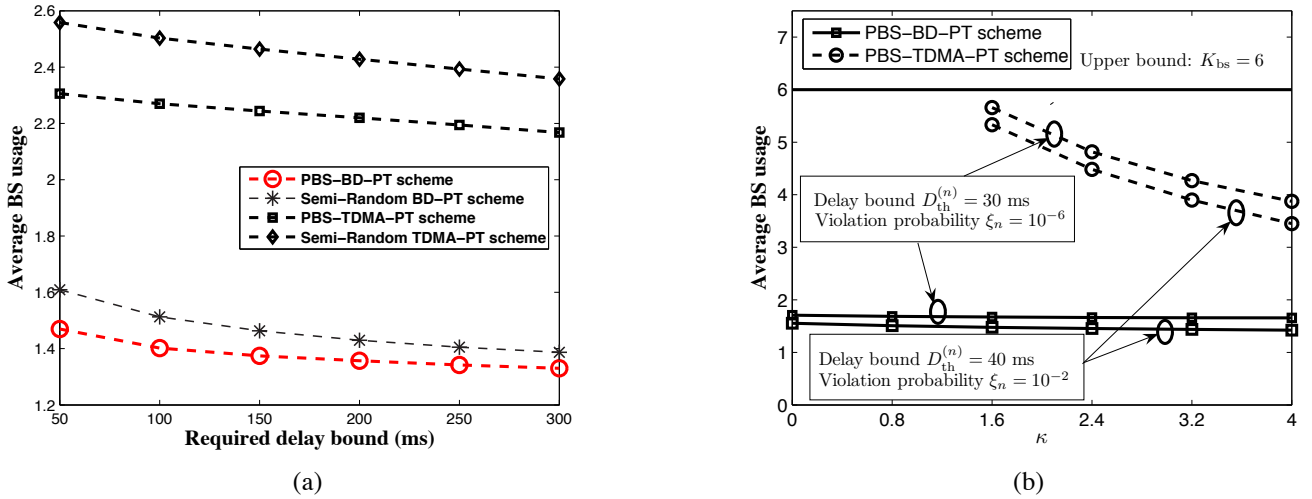 2.6
2.4
2.2
2
1.8
1.6
1.4
1.2
50
100
150
200
250
300
Average BS usage
Required delay bound (ms)
PBS−BD−PT scheme
Semi−Random BD−PT scheme
PBS−TDMA−PT scheme
Semi−Random TDMA−PT scheme
(a)
7
6
5
4
3
2
1
0
0
0.8
1.6
2.4
3.2
4
Average BS usage
κ
PBS−BD−PT scheme
PBS−TDMA−PT scheme
Upper bound: K_bs = 6
Delay bound D_th^(n) = 30 ms
Violation probability ξ_n = 10^−6
Delay bound D_th^(n) = 40 ms
Violation probability ξ_n = 10^−2
(b)